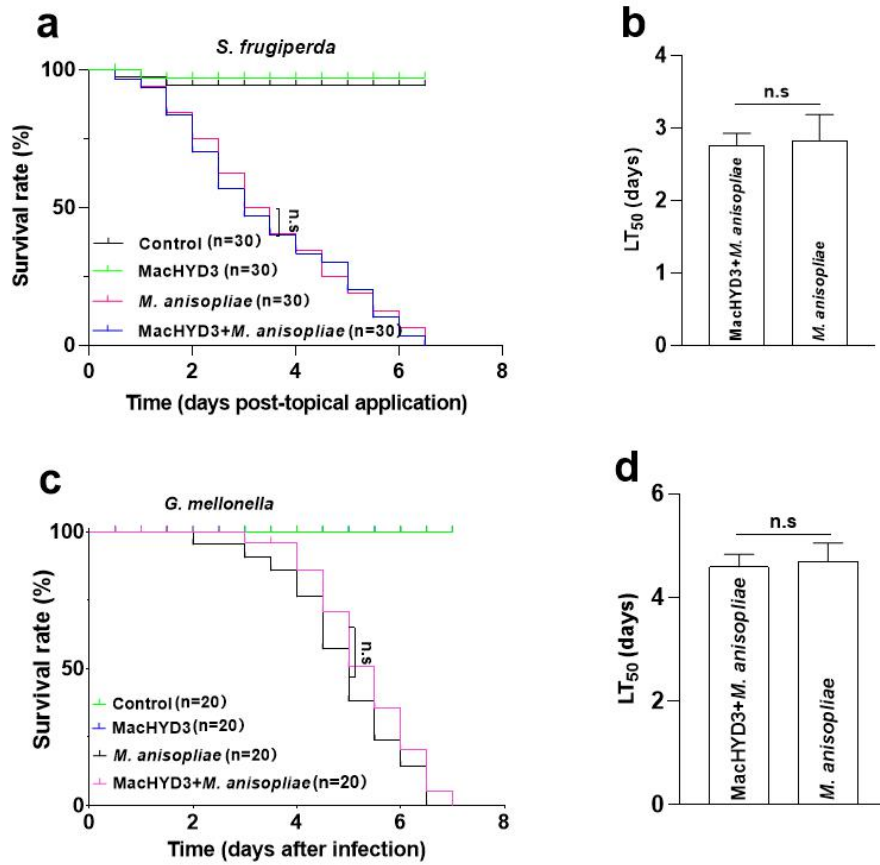 a
S. frugiperda
Survival rate (%)
100
50
0
n.s
Control (n=30)
MacHYD3 (n=30)
M. anisopliae (n=30)
MacHYD3+M. anisopliae (n=30)
0 2 4 6 8
Time (days post-topical application)
b
n.s
LT50 (days)
4
3
2
1
0
MacHYD3+M. anisopliae
M. anisopliae
c
G. mellonella
Survival rate (%)
100
50
0
n.s
Control (n=20)
MacHYD3 (n=20)
M. anisopliae (n=20)
MacHYD3+M. anisopliae (n=20)
0 2 4 6 8
Time (days after infection)
d
n.s
LT50 (days)
6
4
2
0
MacHYD3+M. anisopliae
M. anisopliae